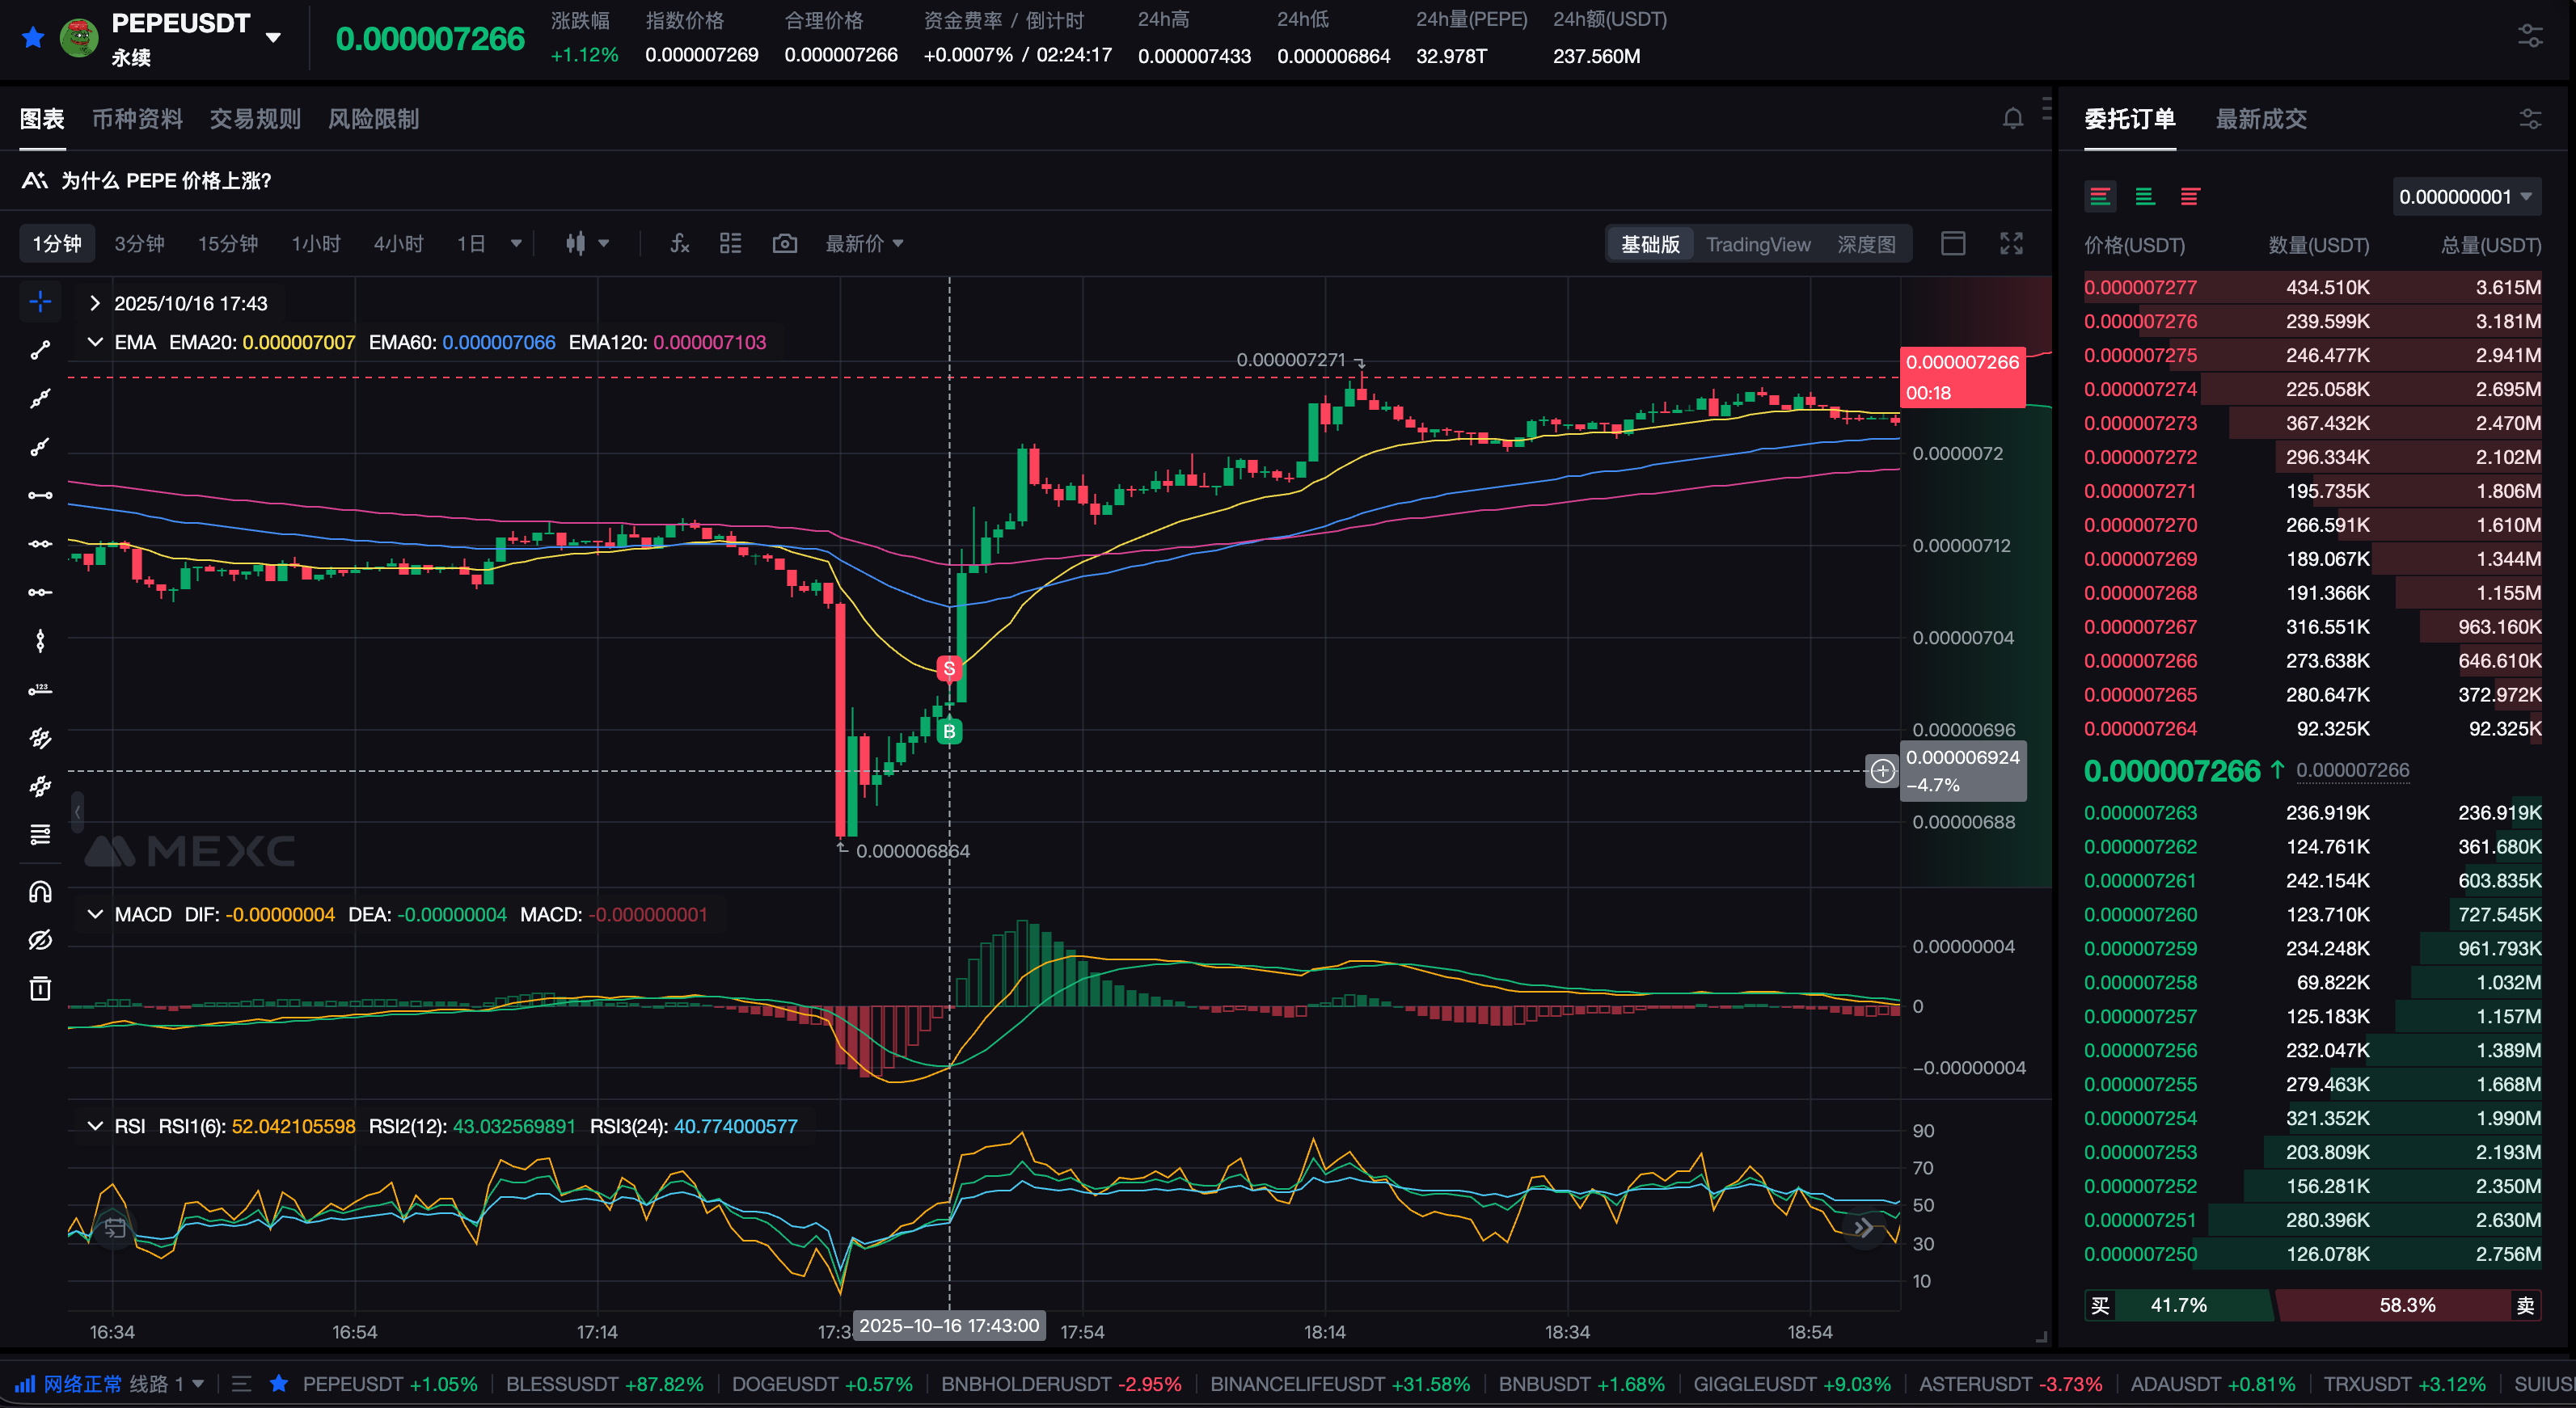 PEPEUSDT
永续
0.000007266
涨跌幅 指数价格 合理价格 资金费率 / 倒计时 24h高 24h低 24h量(PEPE) 24h额(USDT)
+1.12% 0.000007269 0.000007266 +0.0007% / 02:24:17 0.000007433 0.000006864 32.978T 237.560M
图表 币种资料 交易规则 风险限制
为什么 PEPE 价格上涨?
1分钟 3分钟 15分钟 1小时 4小时 1日 最新价 基础版 TradingView 深度图
2025/10/16 17:43
EMA EMA20: 0.000007007 EMA60: 0.000007066 EMA120: 0.000007103
0.000007271
0.000007266
00:18
0.0000072
0.00000712
0.00000704
S
B
0.00000696
0.000006924
−4.7%
0.00000688
0.000006864
MEXC
MACD DIF: -0.00000004 DEA: -0.00000004 MACD: -0.000000001
0.00000004
0
−0.00000004
RSI RSI1(6): 52.042105598 RSI2(12): 43.032569891 RSI3(24): 40.774000577
90
70
50
30
10
16:34 16:54 17:14 17:3 2025−10−16 17:43:00 17:54 18:14 18:34 18:54
委托订单 最新成交
0.000000001
价格(USDT) 数量(USDT) 总量(USDT)
0.000007277 434.510K 3.615M
0.000007276 239.599K 3.181M
0.000007275 246.477K 2.941M
0.000007274 225.058K 2.695M
0.000007273 367.432K 2.470M
0.000007272 296.334K 2.102M
0.000007271 195.735K 1.806M
0.000007270 266.591K 1.610M
0.000007269 189.067K 1.344M
0.000007268 191.366K 1.155M
0.000007267 316.551K 963.160K
0.000007266 273.638K 646.610K
0.000007265 280.647K 372.972K
0.000007264 92.325K 92.325K
0.000007266 ↑ 0.000007266
0.000007263 236.919K 236.919K
0.000007262 124.761K 361.680K
0.000007261 242.154K 603.835K
0.000007260 123.710K 727.545K
0.000007259 234.248K 961.793K
0.000007258 69.822K 1.032M
0.000007257 125.183K 1.157M
0.000007256 232.047K 1.389M
0.000007255 279.463K 1.668M
0.000007254 321.352K 1.990M
0.000007253 203.809K 2.193M
0.000007252 156.281K 2.350M
0.000007251 280.396K 2.630M
0.000007250 126.078K 2.756M
买 41.7% 58.3% 卖
网络正常 线路 1 PEPEUSDT +1.05% BLESSUSDT +87.82% DOGEUSDT +0.57% BNBHOLDERUSDT -2.95% BINANCELIFEUSDT +31.58% BNBUSDT +1.68% GIGGLEUSDT +9.03% ASTERUSDT -3.73% ADAUSDT +0.81% TRXUSDT +3.12%